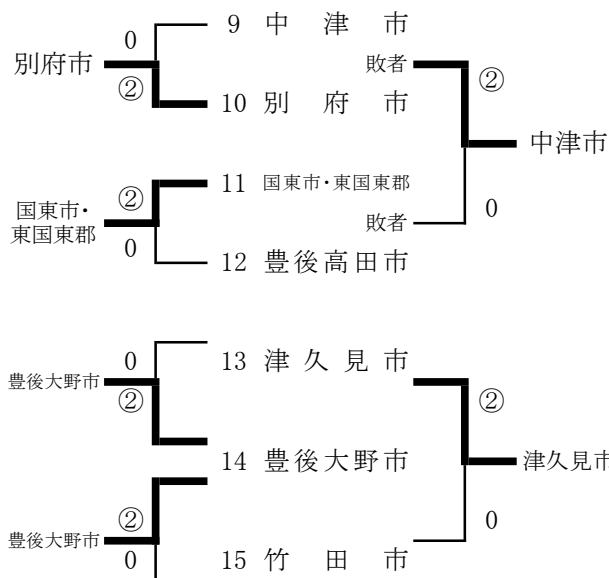 0
9 中津市
別府市
敗者
②
②
10 別府市
中津市
11 国東市・東国東郡
②
国東市・
東国東郡
敗者
0
0
12 豊後高田市
0
13 津久見市
豊後大野市
②
②
14 豊後大野市
津久見市
②
豊後大野市
0
0
15 竹田市